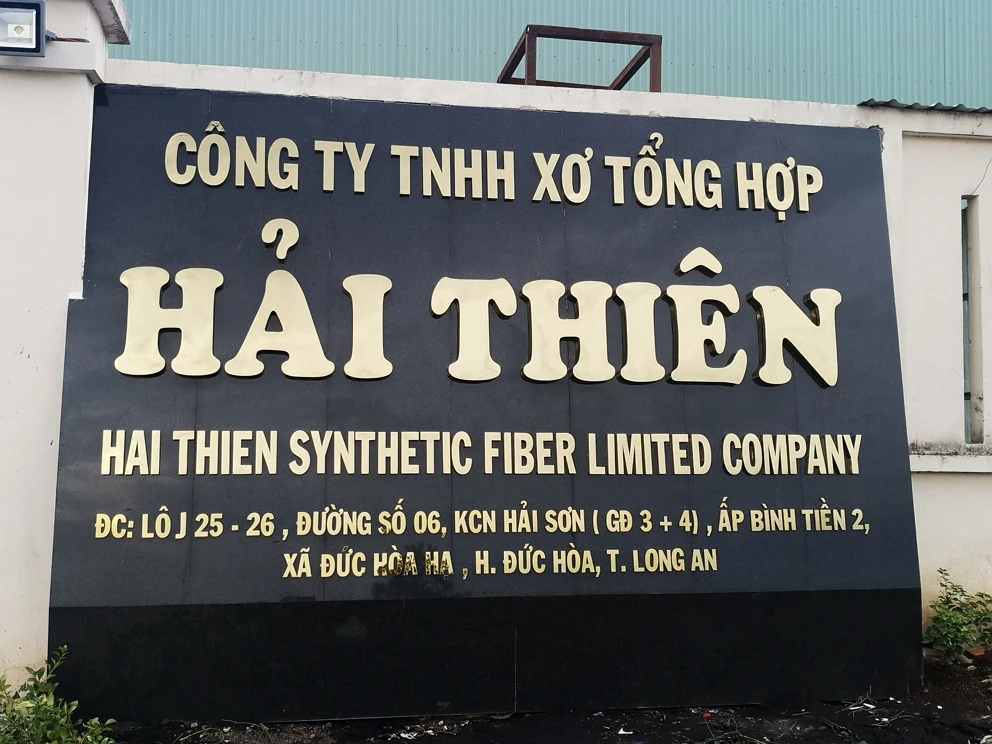 CÔNG TY TNHH XƠ TỔNG HỢP
HẢI THIÊN
HAI THIEN SYNTHETIC FIBER LIMITED COMPANY
ĐC: LÔ J 25 - 26 , ĐƯỜNG SỐ 06, KCN HẢI SƠN ( GĐ 3 + 4) , ẤP BÌNH TIỀN 2,
XÃ ĐỨC HÒA HẠ , H. ĐỨC HÒA, T. LONG AN